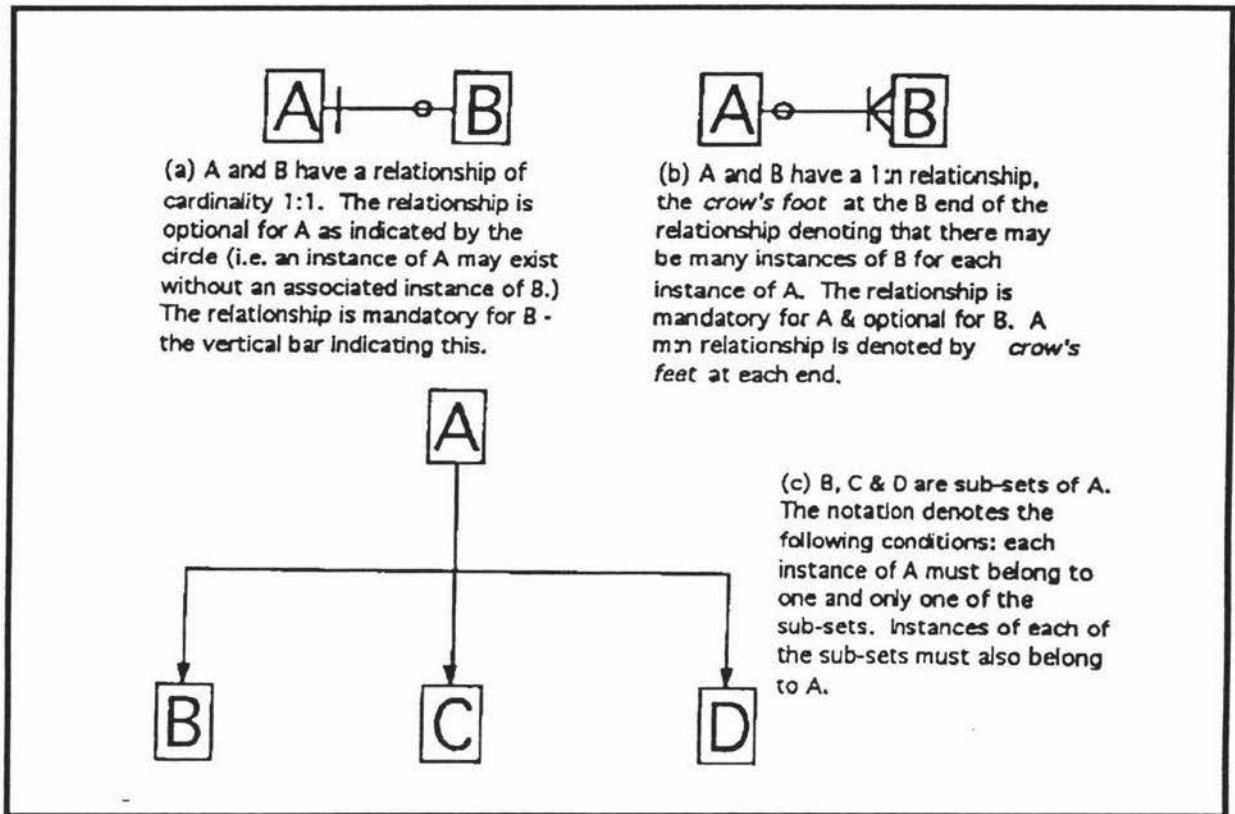 A B
(a) A and B have a relationship of
cardinality 1:1. The relationship is
optional for A as indicated by the
circle (i.e. an instance of A may exist
without an associated instance of B.)
The relationship is mandatory for B -
the vertical bar indicating this.
A B
(b) A and B have a 1:n relationship,
the crow's foot at the B end of the
relationship denoting that there may
be many instances of B for each
instance of A. The relationship is
mandatory for A & optional for B. A
m:n relationship is denoted by crow's
feet at each end.
A
(c) B, C & D are sub-sets of A.
The notation denotes the
following conditions: each
instance of A must belong to
one and only one of the
sub-sets. Instances of each of
the sub-sets must also belong
to A.
B C D